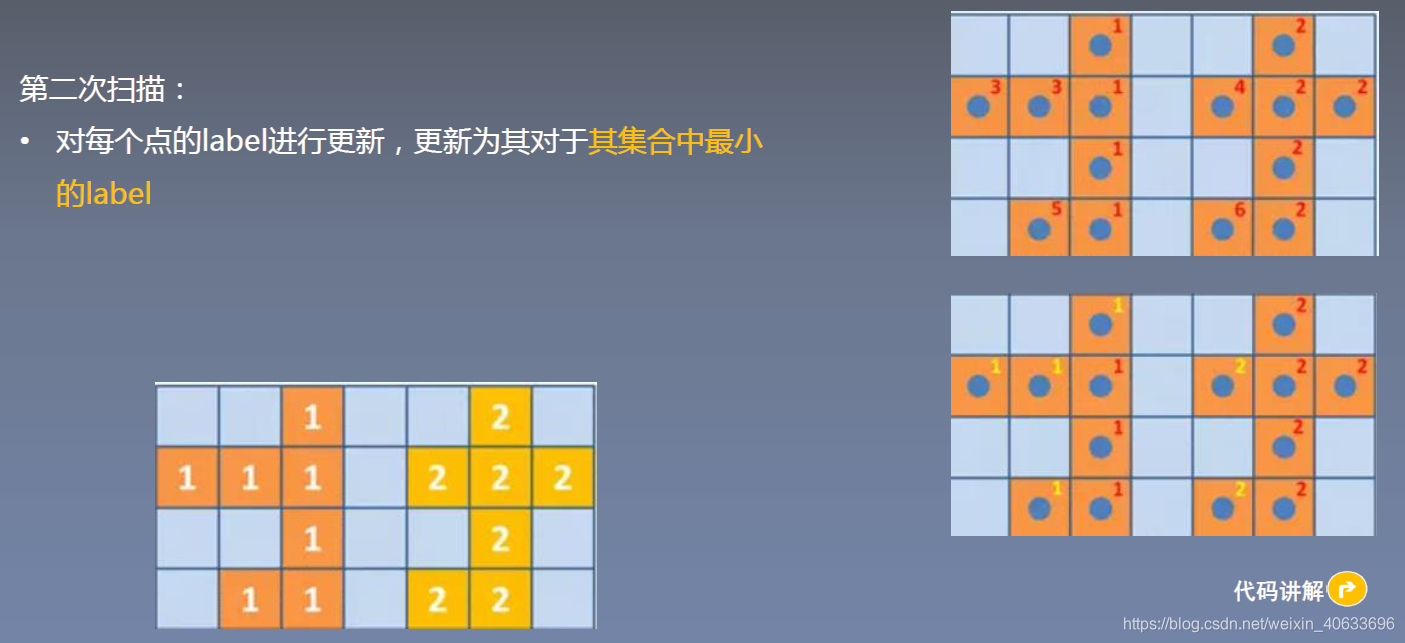 第二次扫描：
• 对每个点的label进行更新，更新为其对于其集合中最小
的label
1 2
3 3 1 4 2 2
1 2
5 1 6 2
1 2
1 1 1 2 2 2
1 2
1 1 2 2
1 2
1 1 1 2 2 2
1 2
1 1 2 2
代码讲解
https://blog.csdn.net/weixin_40633696